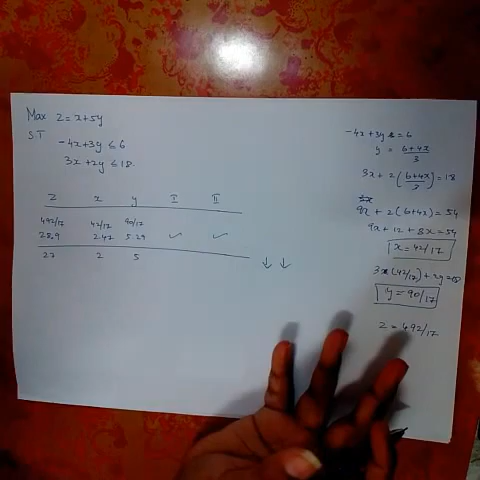 Max Z = x+5y
S.T
-4x+3y ≤ 6
3x+2y ≤ 18.
Z x y I II
492/17 42/17 90/17
28.9 2.47 5.29 ✓ ✓
27 2 5
↓ ↓
-4x+3y = 6
y = (6+4x)/3
3x + 2((6+4x)/3) = 18
9x + 2(6+4x) = 54
9x + 12 + 8x = 54
x = 42/17
3x(42/17) + 2y = 18
y = 90/17
Z = 492/17